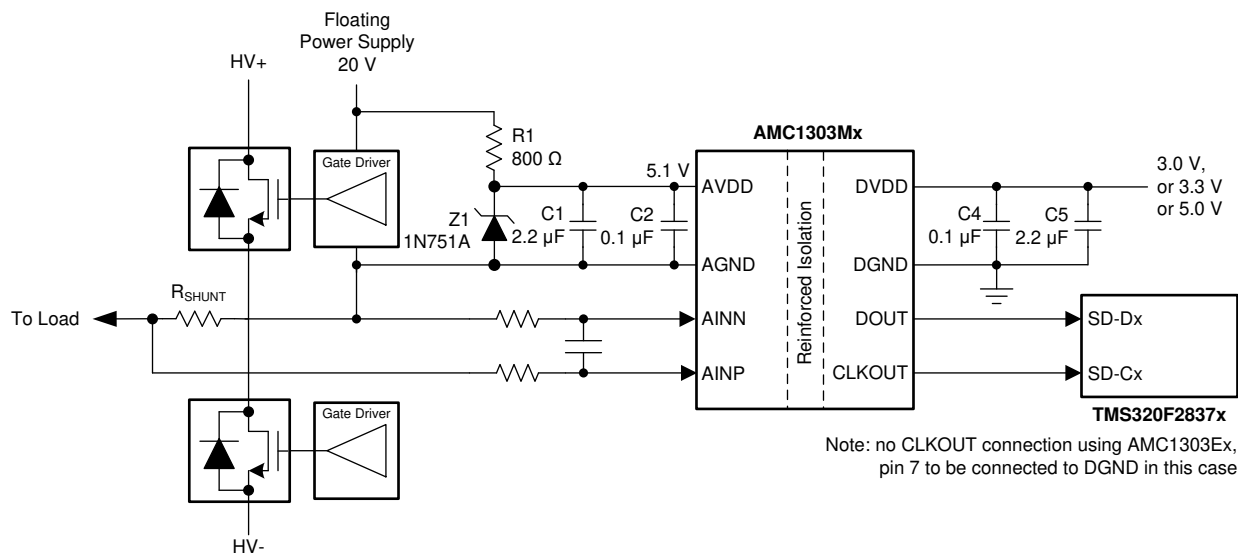 Floating
Power Supply
20 V
HV+
R1
800 Ω
AMC1303Mx
Gate Driver
5.1 V
AVDD
DVDD
3.0 V,
or 3.3 V
or 5.0 V
Z1
1N751A
C1
2.2 µF
C2
0.1 µF
C4
0.1 µF
C5
2.2 µF
AGND
DGND
Reinforced Isolation
RSHUNT
To Load
AINN
DOUT
SD-Dx
AINP
CLKOUT
SD-Cx
Gate Driver
TMS320F2837x
Note: no CLKOUT connection using AMC1303Ex,
pin 7 to be connected to DGND in this case
HV-